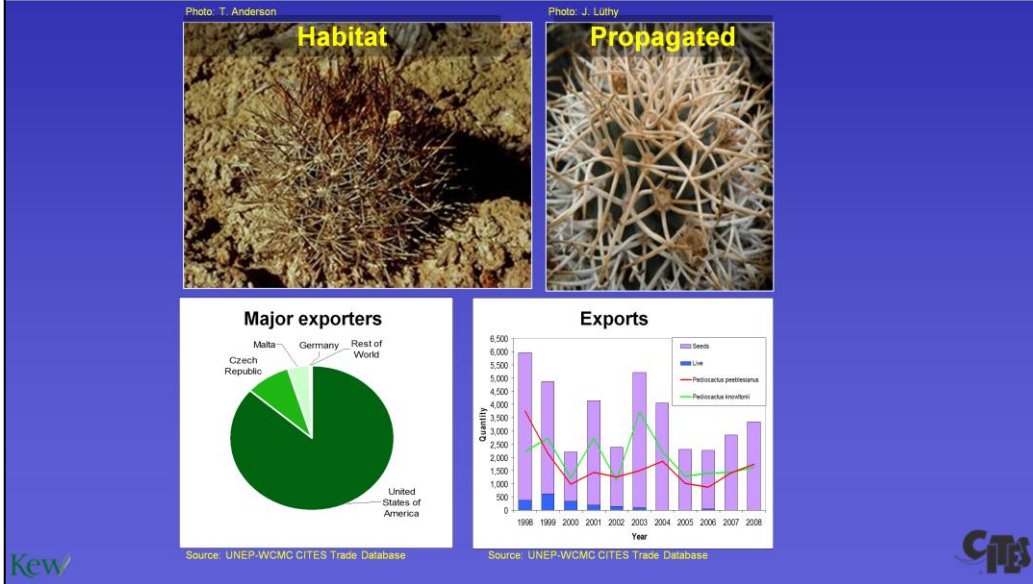 Photo: T. Anderson
Photo: J. Lüthy
Habitat
Propagated
Major exporters
Malta
Germany
Rest of
World
Czech
Republic
United
States of
America
Exports
6,500
6,000
5,500
5,000
4,500
4,000
3,500
3,000
2,500
2,000
1,500
1,000
500
0
Quantity
Seeds
Live
Pediocactus peeblesianus
Pediocactus knowltonii
1998 1999 2000 2001 2002 2003 2004 2005 2006 2007 2008
Year
Source: UNEP-WCMC CITES Trade Database
Source: UNEP-WCMC CITES Trade Database
Kew
CITES